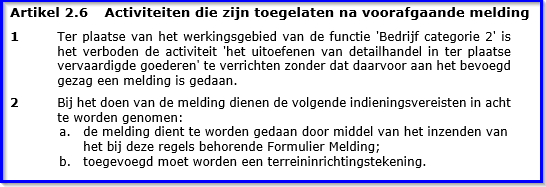 Artikel 2.6 Activiteiten die zijn toegelaten na voorafgaande melding
1 Ter plaatse van het werkingsgebied van de functie 'Bedrijf categorie 2' is
het verboden de activiteit 'het uitoefenen van detailhandel in ter plaatse
vervaardigde goederen' te verrichten zonder dat daarvoor aan het bevoegd
gezag een melding is gedaan.
2 Bij het doen van de melding dienen de volgende indieningsvereisten in acht
te worden genomen:
a. de melding dient te worden gedaan door middel van het inzenden van
het bij deze regels behorende Formulier Melding;
b. toegevoegd moet worden een terreininrichtingstekening.